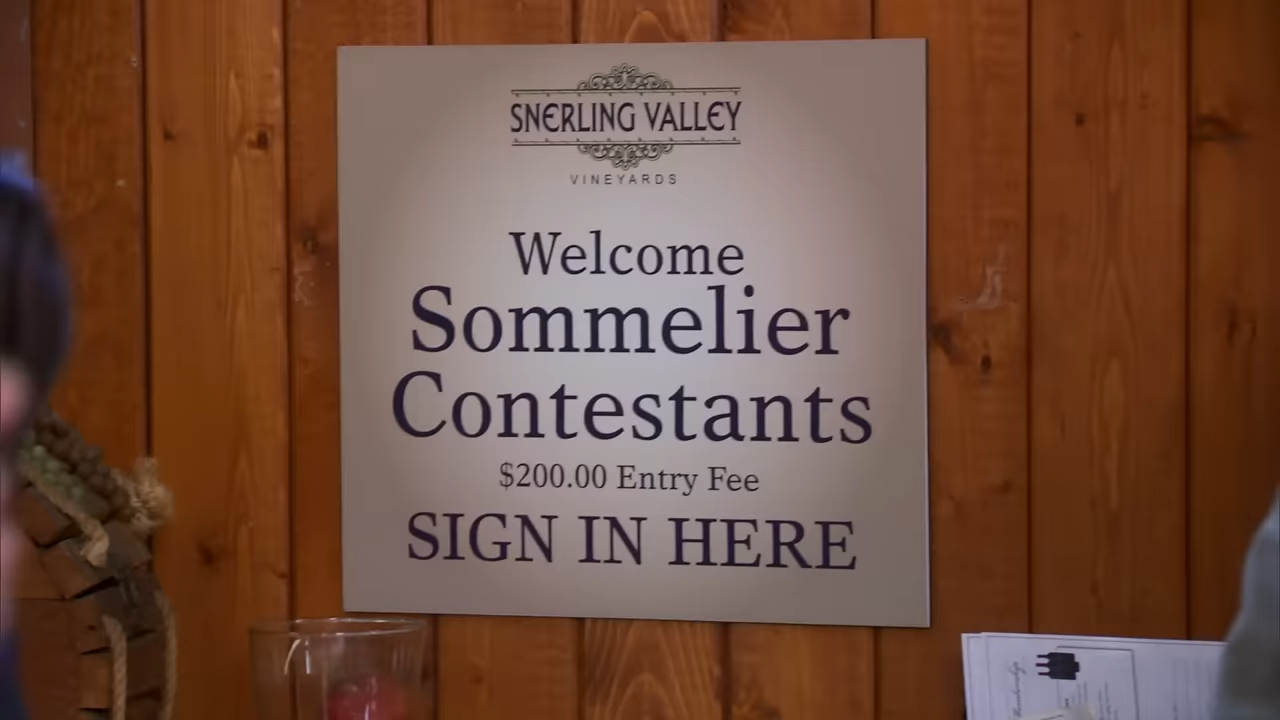 SNERLING VALLEY
VINEYARDS
Welcome
Sommelier
Contestants
$200.00 Entry Fee
SIGN IN HERE